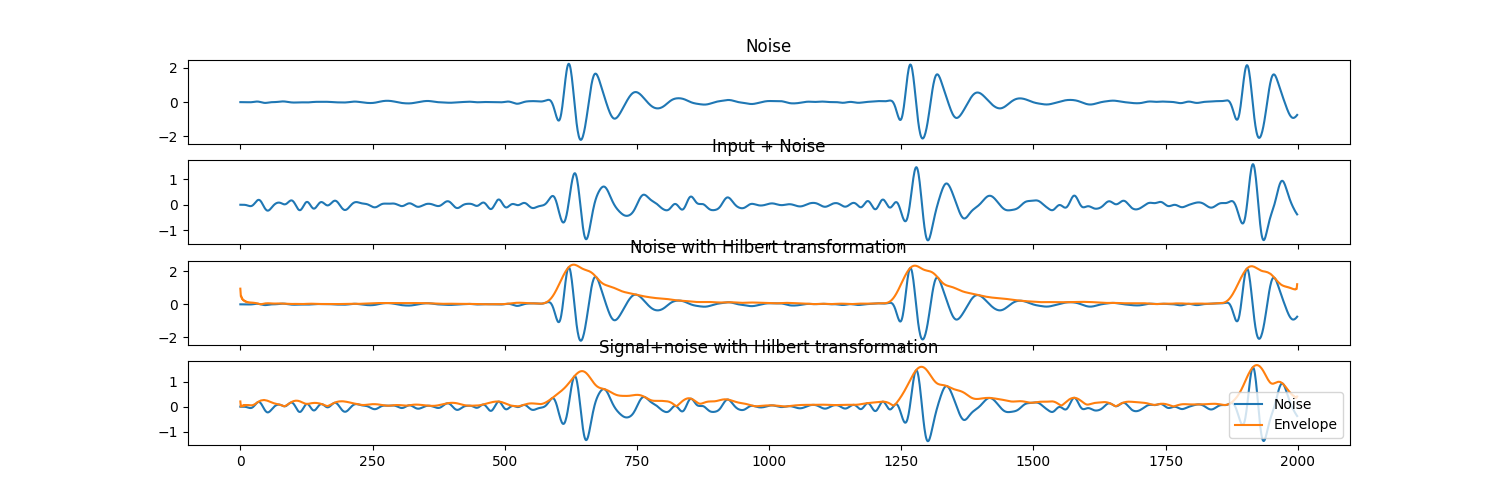 Noise
2
0
−2
Input + Noise
1
0
−1
Noise with Hilbert transformation
2
0
−2
Signal+noise with Hilbert transformation
1
0
−1
Noise
Envelope
0 250 500 750 1000 1250 1500 1750 2000